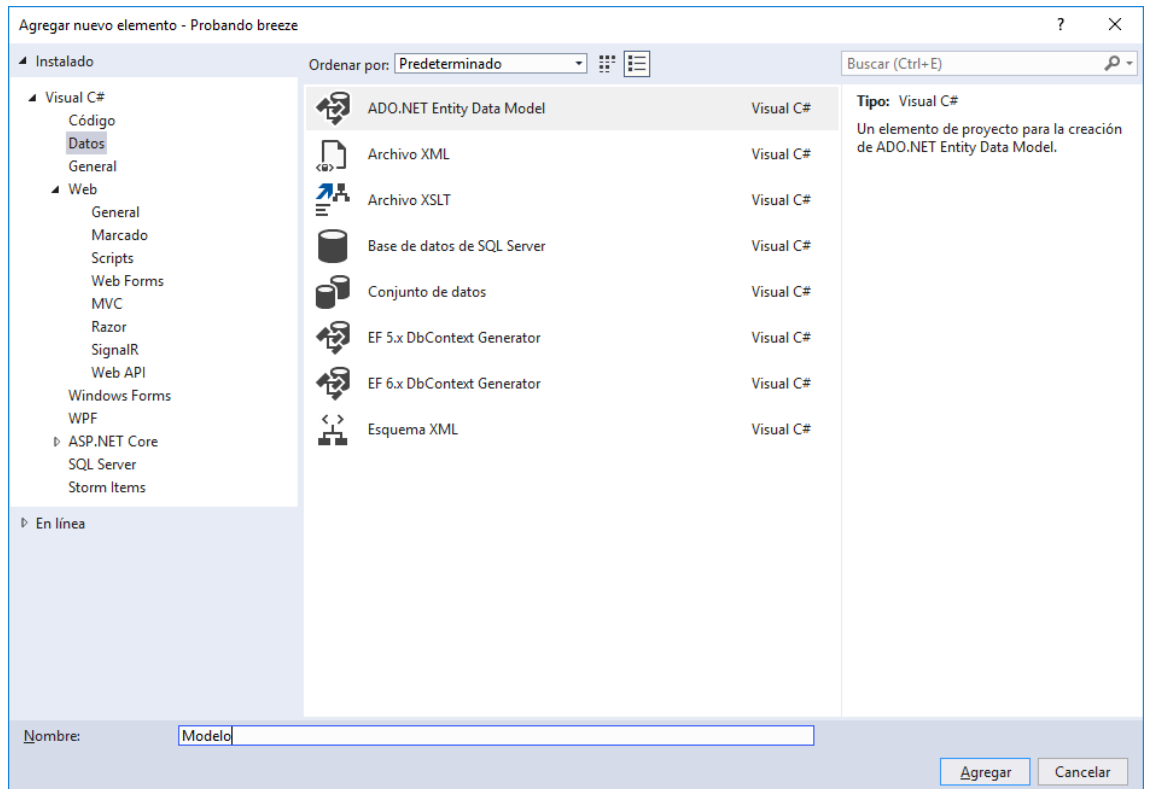 Agregar nuevo elemento - Probando breeze
?
Instalado
Ordenar por: Predeterminado
Buscar (Ctrl+E)
Visual C#
Código
Datos
General
Web
General
Marcado
Scripts
Web Forms
MVC
Razor
SignalR
Web API
Windows Forms
WPF
ASP.NET Core
SQL Server
Storm Items
En línea
ADO.NET Entity Data Model Visual C#
Archivo XML Visual C#
Archivo XSLT Visual C#
Base de datos de SQL Server Visual C#
Conjunto de datos Visual C#
EF 5.x DbContext Generator Visual C#
EF 6.x DbContext Generator Visual C#
Esquema XML Visual C#
Tipo: Visual C#
Un elemento de proyecto para la creación
de ADO.NET Entity Data Model.
Nombre: Modelo
Agregar Cancelar